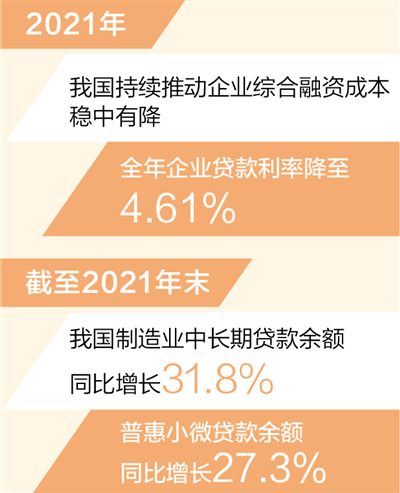 2021年
我国持续推动企业综合融资成本
稳中有降
全年企业贷款利率降至
4.61%
截至2021年末
我国制造业中长期贷款余额
同比增长31.8%
普惠小微贷款余额
同比增长27.3%